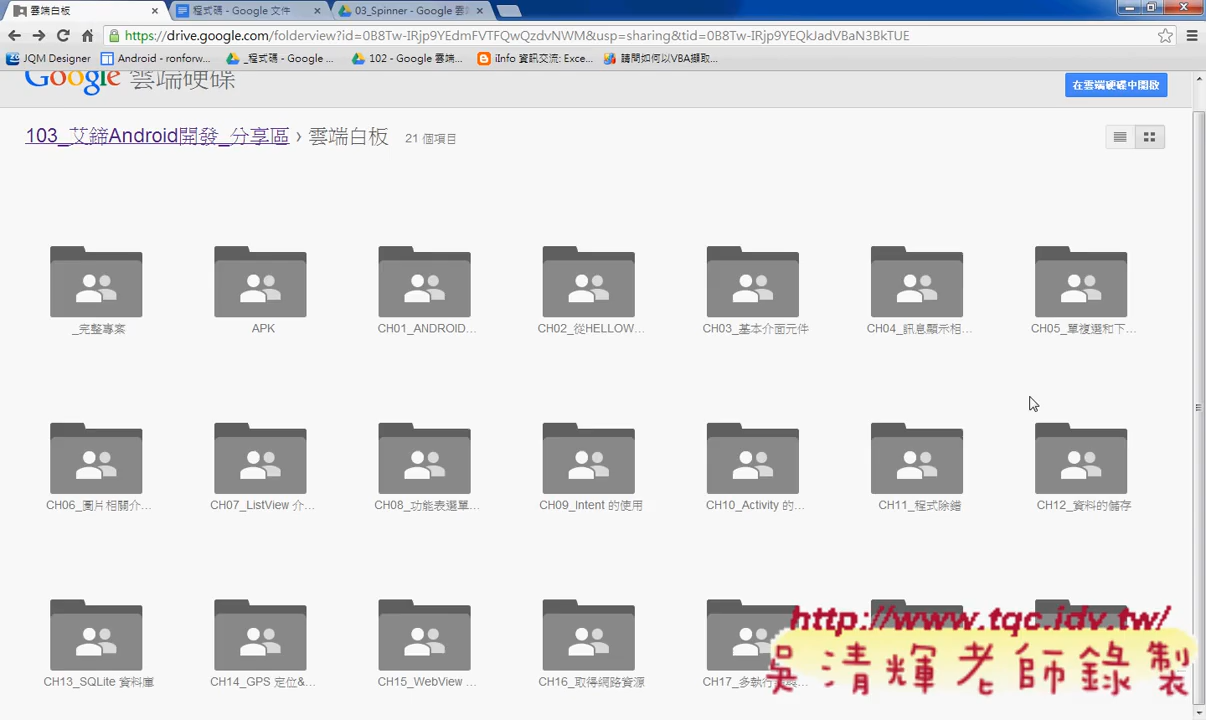 雲端白板
程式碼 - Google 文件
03_Spinner - Google 雲
https://drive.google.com/folderview?id=0B8Tw-IRjp9YEdmFVTFQwQzdvNWM&usp=sharing&tid=0B8Tw-IRjp9YEQkJadVBaN3BkTUE
JQM Designer
Android - ronforw...
_程式碼 - Google ...
102 - Google 雲端...
iInfo 資訊交流: Exce...
請問如何以VBA擷取...
Google 雲端硬碟
在雲端硬碟中開啟
103_艾鍗Android開發_分享區 › 雲端白板 21 個項目
_完整專案
APK
CH01_ANDROID...
CH02_從HELLOW...
CH03_基本介面元件
CH04_訊息顯示相...
CH05_單複選和下...
CH06_圖片相關介...
CH07_ListView 介...
CH08_功能表選單...
CH09_Intent 的使用
CH10_Activity 的...
CH11_程式除錯
CH12_資料的儲存
CH13_SQLite 資料庫
CH14_GPS 定位&...
CH15_WebView ...
CH16_取得網路資源
CH17_多執行
http://www.tqc.idv.tw/
吳清輝老師錄製